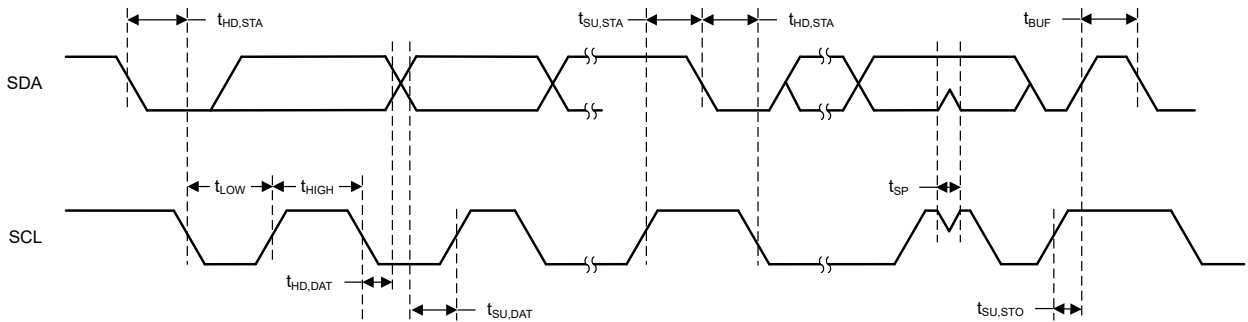 tHD,STA
tSU,STA
tHD,STA
tBUF
SDA
tLOW
tHIGH
tSP
SCL
tHD,DAT
tSU,DAT
tSU,STO